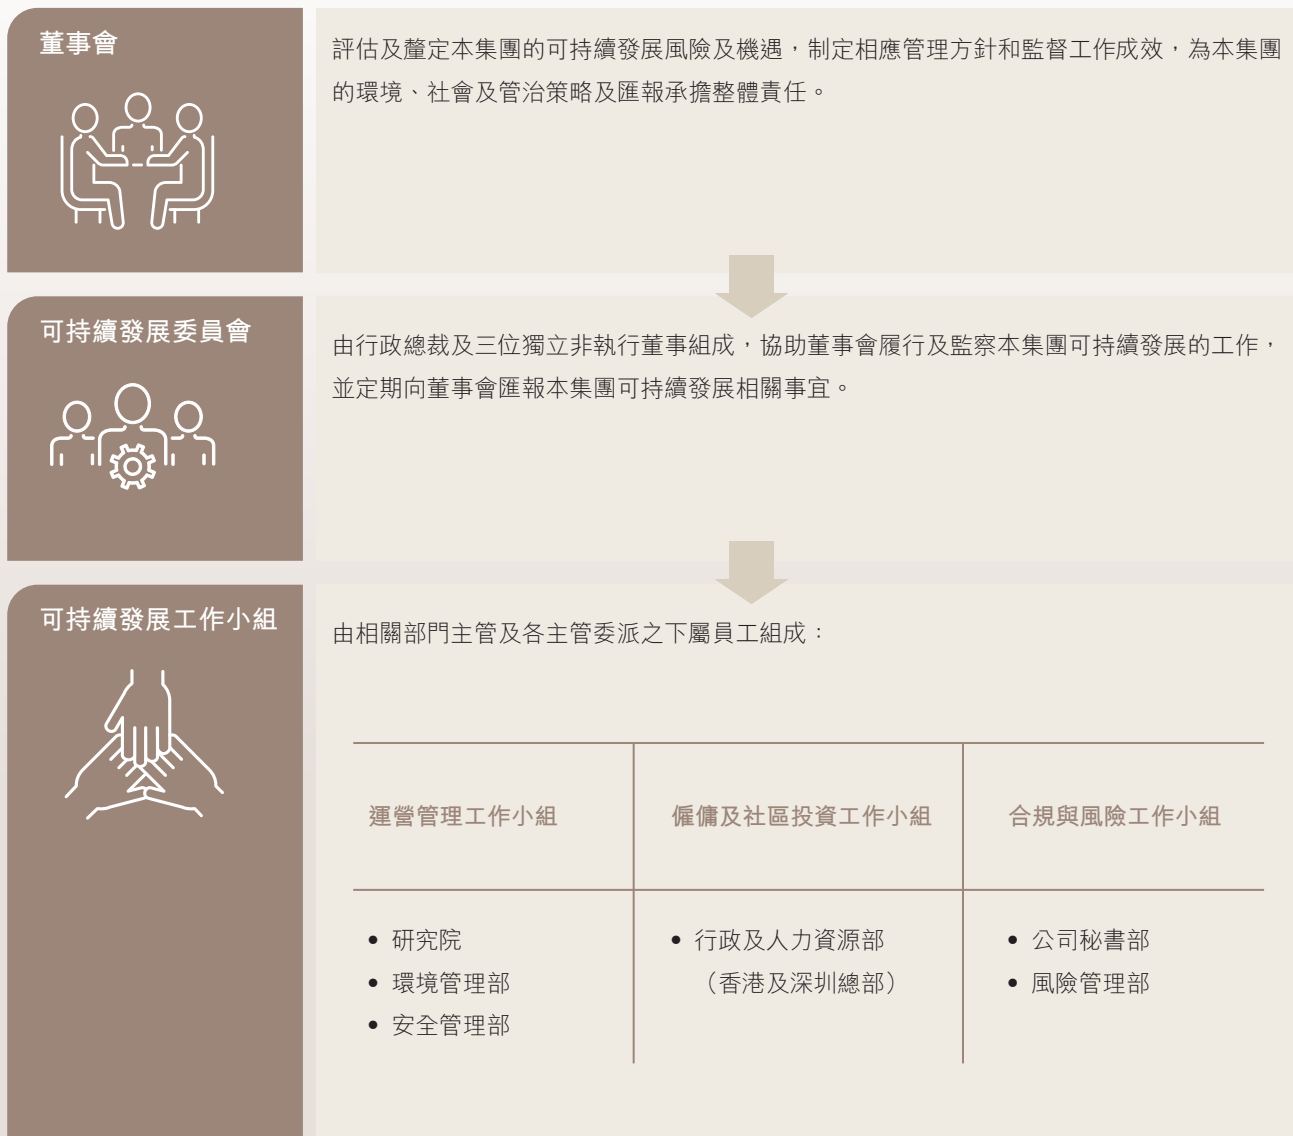 董事會
評估及釐定本集團的可持續發展風險及機遇，制定相應管理方針和監督工作成效，為本集團
的環境、社會及管治策略及匯報承擔整體責任。
可持續發展委員會
由行政總裁及三位獨立非執行董事組成，協助董事會履行及監察本集團可持續發展的工作，
並定期向董事會匯報本集團可持續發展相關事宜。
可持續發展工作小組
由相關部門主管及各主管委派之下屬員工組成：
運營管理工作小組
僱傭及社區投資工作小組
合規與風險工作小組
• 研究院
• 環境管理部
• 安全管理部
• 行政及人力資源部
（香港及深圳總部）
• 公司秘書部
• 風險管理部